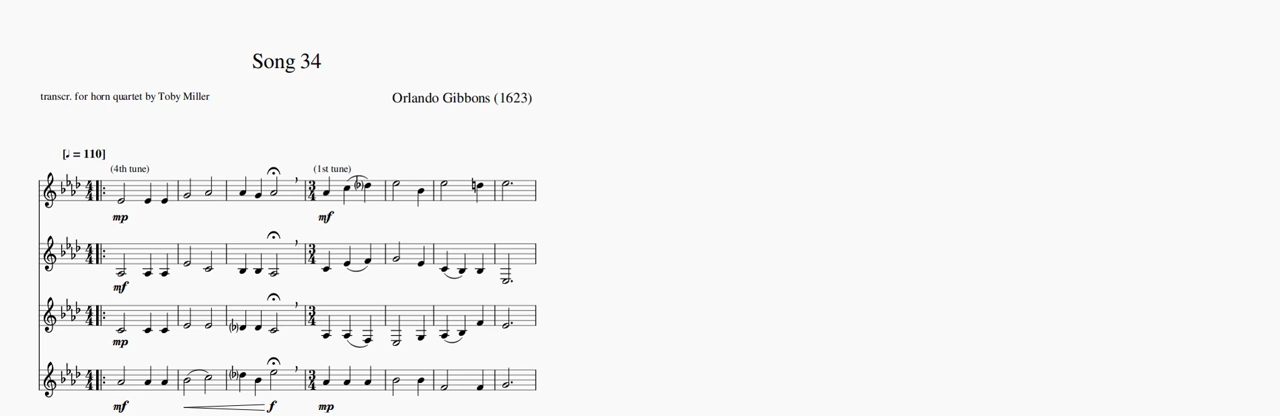 Song 34
transcr. for horn quartet by Toby Miller
Orlando Gibbons (1623)
[♩ = 110]
(4th tune) (1st tune)
mp mf
mf
mp
mf f mp